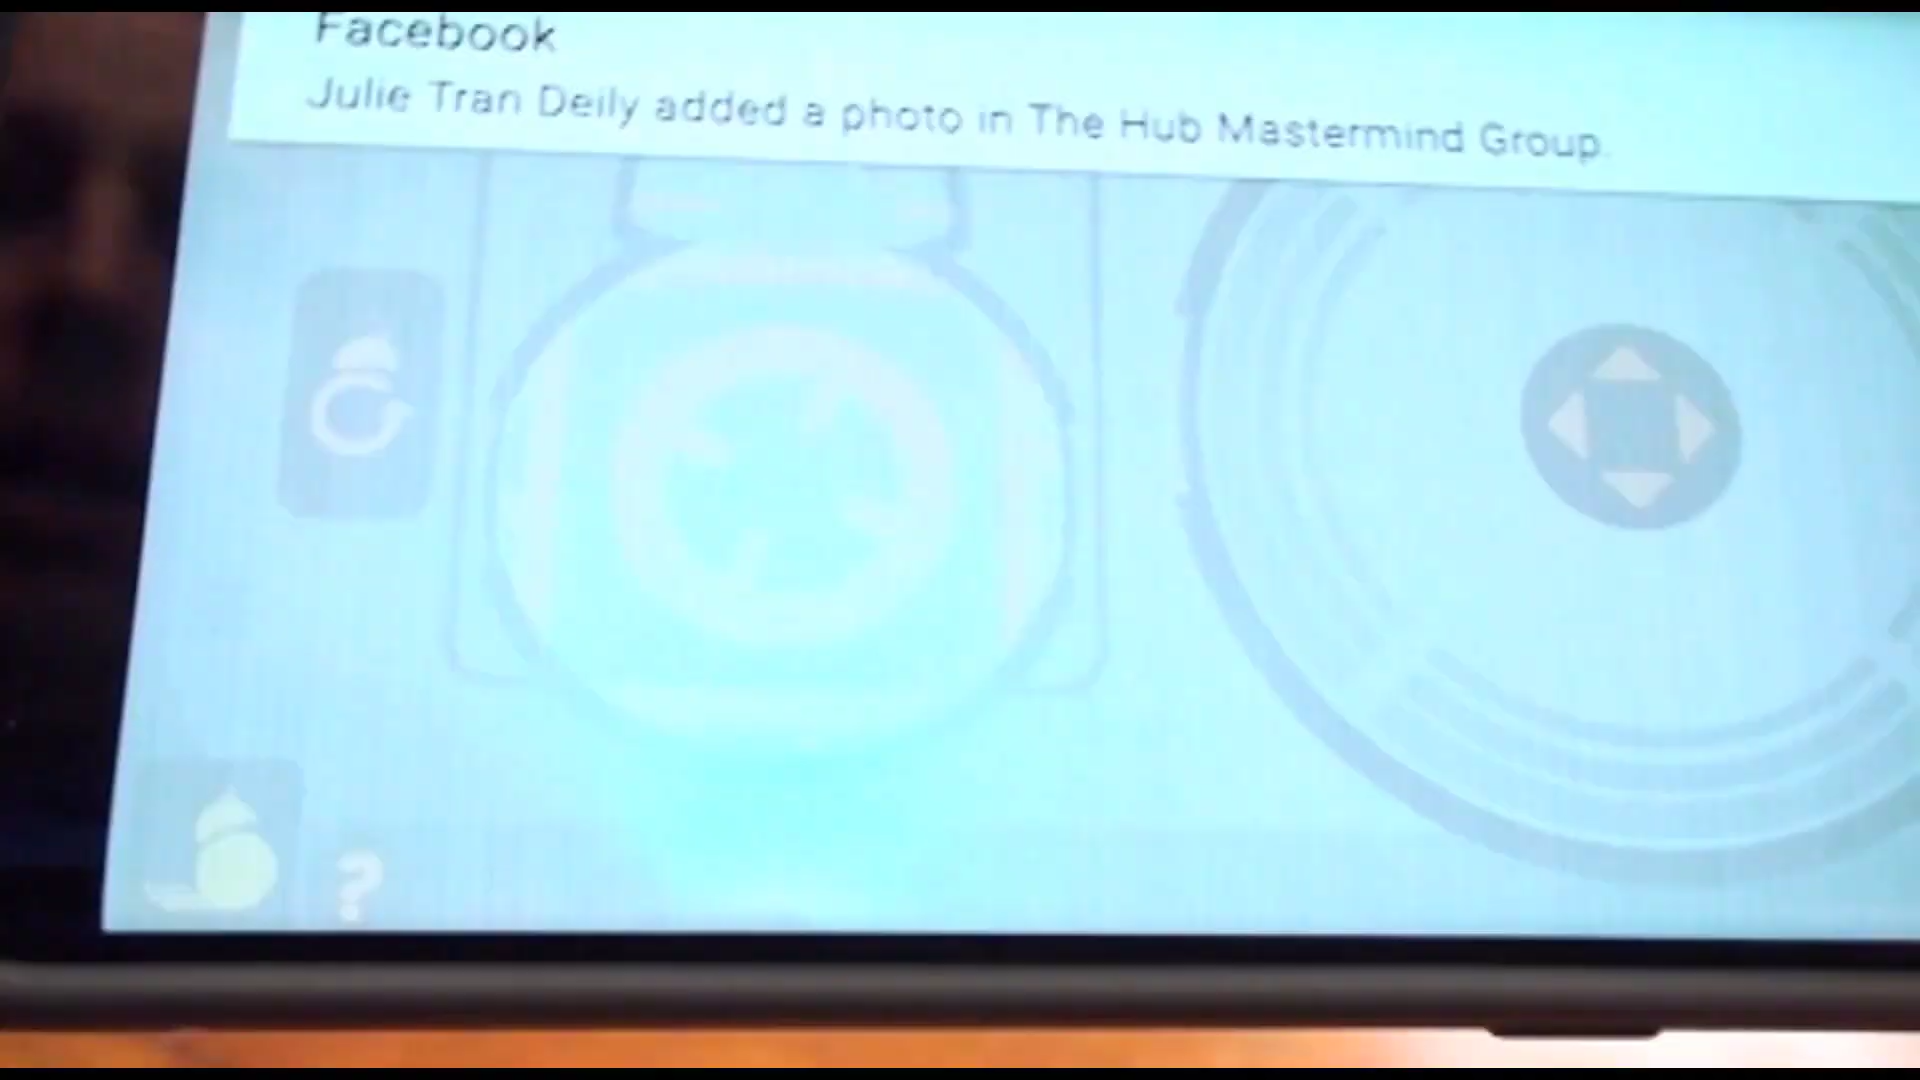 Facebook
Julie Tran Deily added a photo in The Hub Mastermind Group.
?